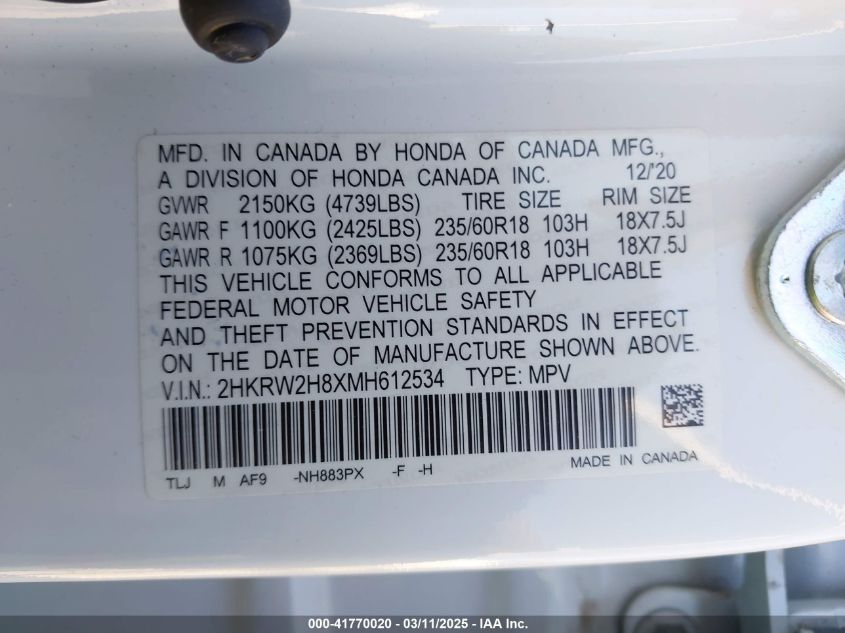 MFD. IN CANADA BY HONDA OF CANADA MFG.,
A DIVISION OF HONDA CANADA INC. 12/'20
GVWR 2150KG (4739LBS) TIRE SIZE RIM SIZE
GAWR F 1100KG (2425LBS) 235/60R18 103H 18X7.5J
GAWR R 1075KG (2369LBS) 235/60R18 103H 18X7.5J
THIS VEHICLE CONFORMS TO ALL APPLICABLE
FEDERAL MOTOR VEHICLE SAFETY
AND THEFT PREVENTION STANDARDS IN EFFECT
ON THE DATE OF MANUFACTURE SHOWN ABOVE.
V.I.N.: 2HKRW2H8XMH612534 TYPE: MPV
TLJ M AF9 -NH883PX -F -H MADE IN CANADA
000-41770020 - 03/11/2025 - IAA Inc.